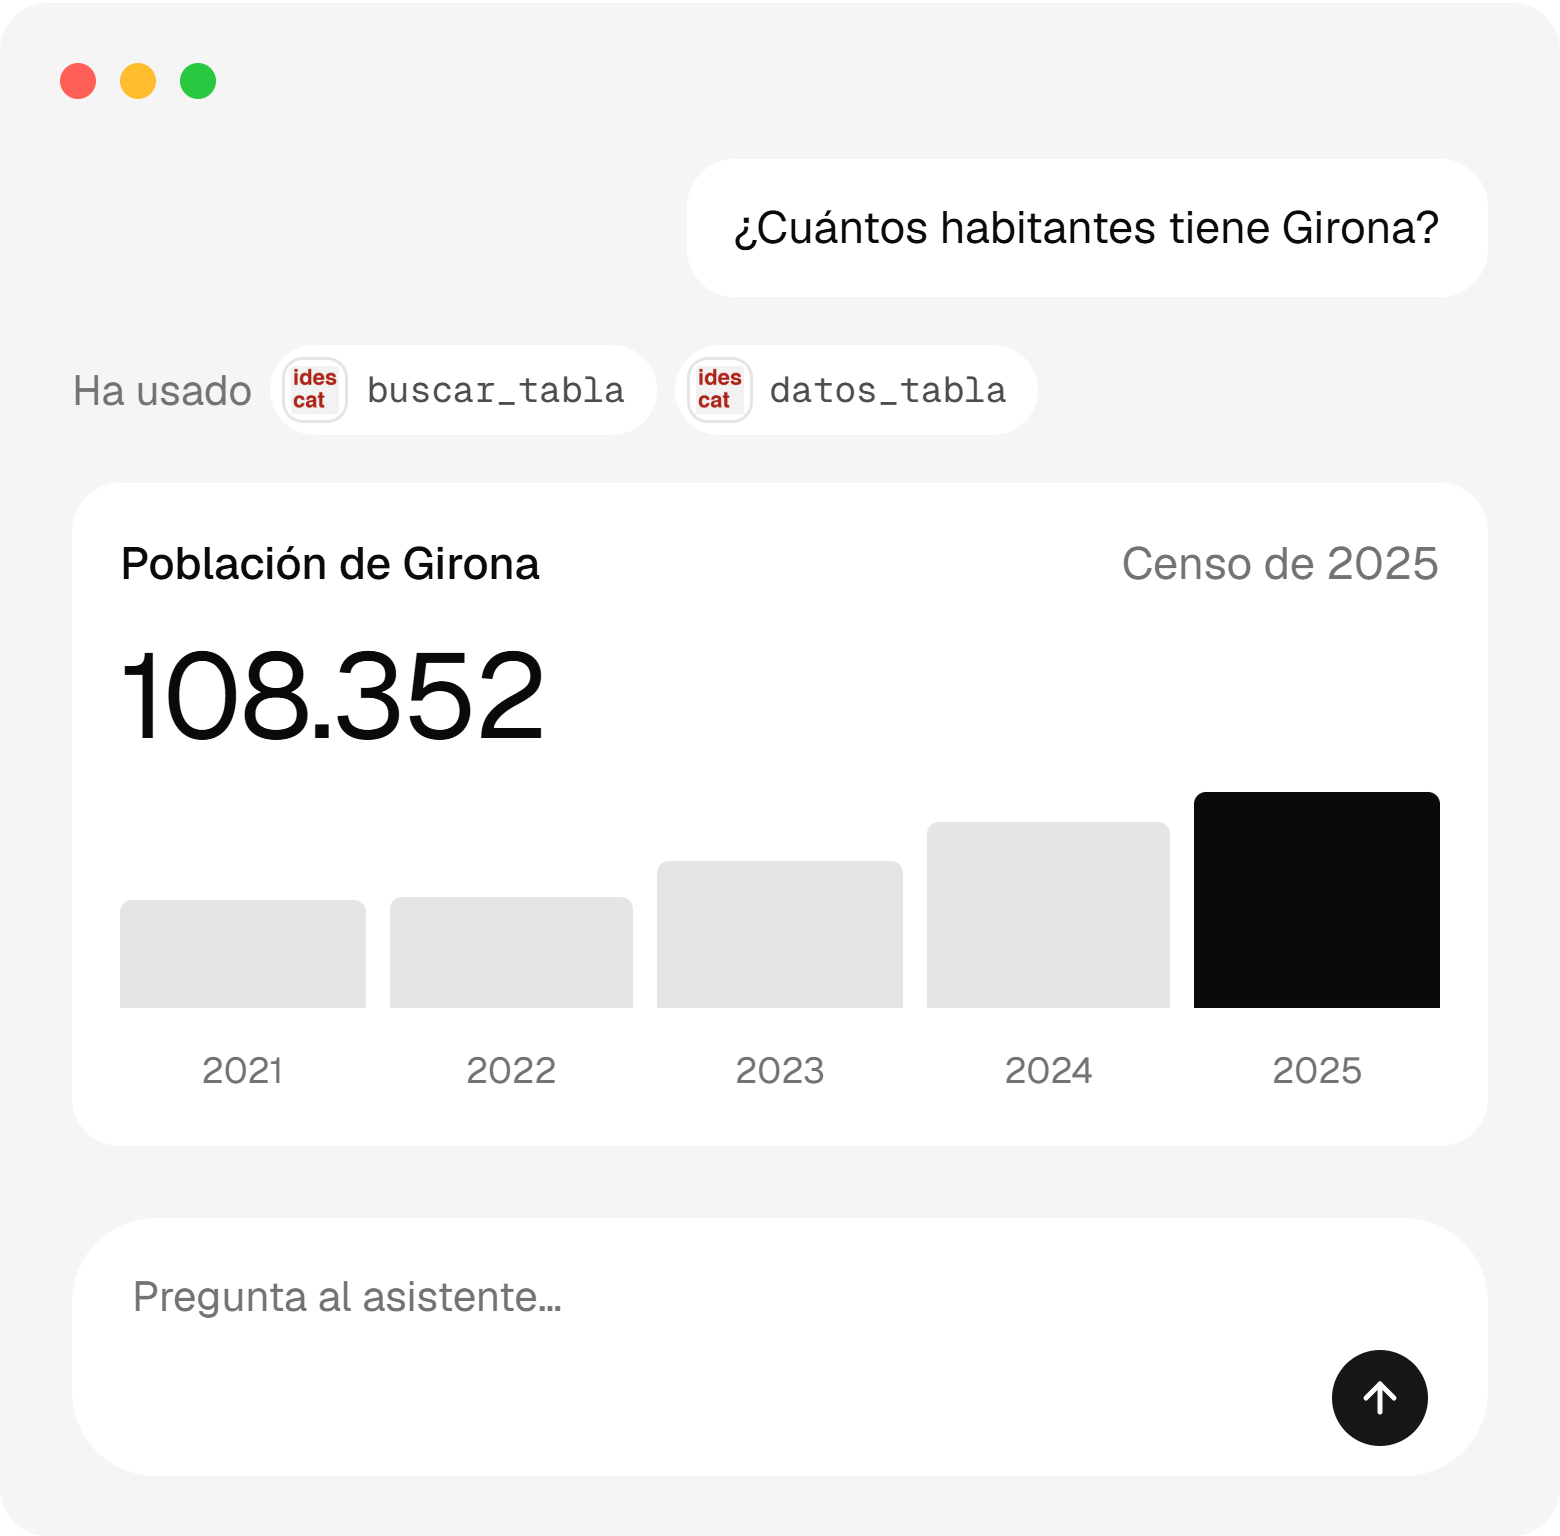 ¿Cuántos habitantes tiene Girona?
Ha usado ides cat buscar_tabla ides cat datos_tabla
Población de Girona Censo de 2025
108.352
2021 2022 2023 2024 2025
Pregunta al asistente...